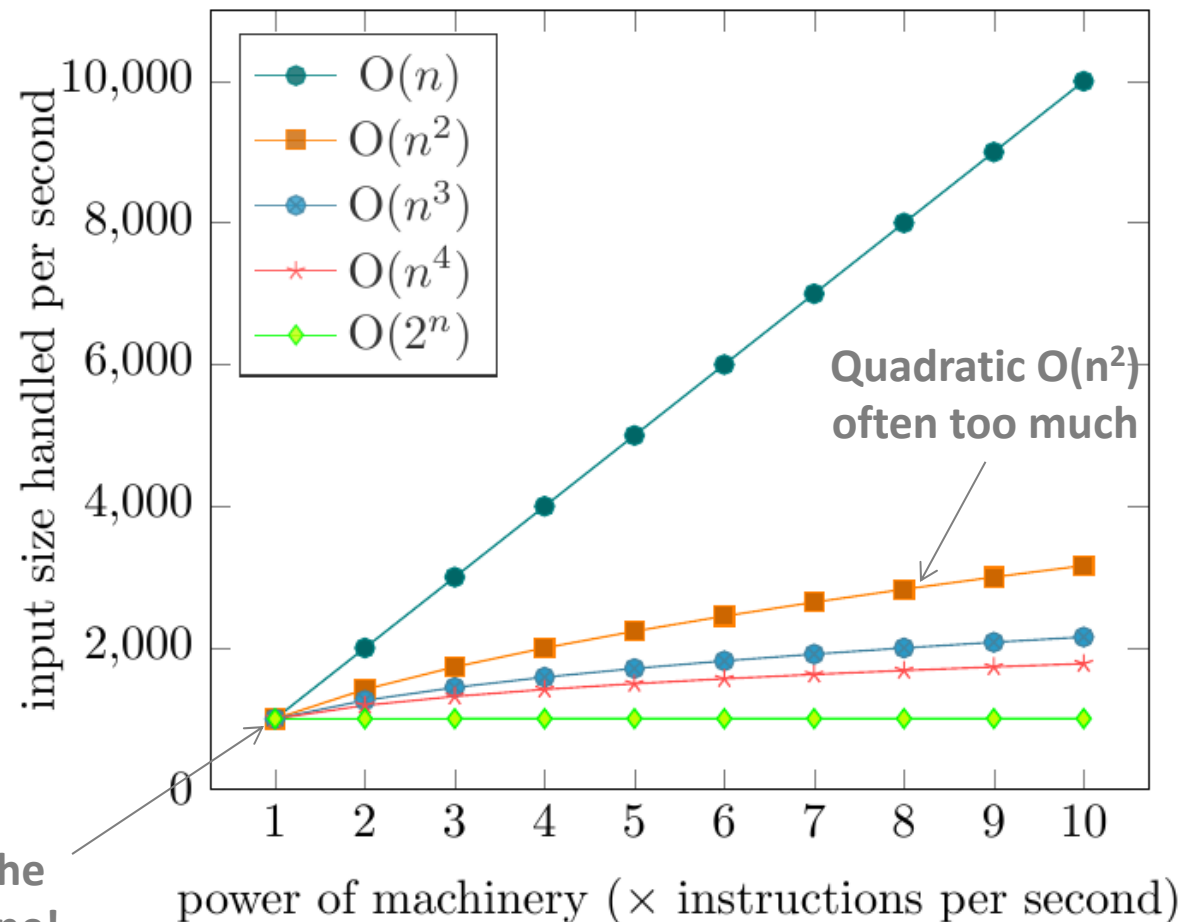 10,000
8,000
6,000
4,000
2,000
0
input size handled per second
O(n)
O(n²)
O(n³)
O(n⁴)
O(2ⁿ)
Quadratic O(n²)
often too much
1 2 3 4 5 6 7 8 9 10
he
power of machinery (× instructions per second)